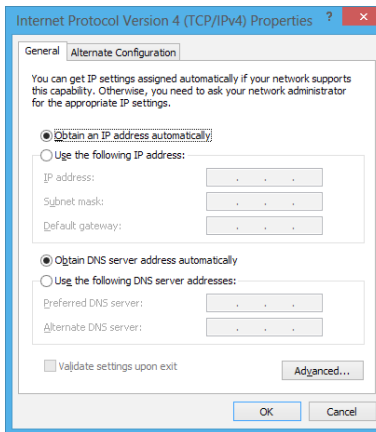 Internet Protocol Version 4 (TCP/IPv4) Properties ?
General Alternate Configuration
You can get IP settings assigned automatically if your network supports
this capability. Otherwise, you need to ask your network administrator
for the appropriate IP settings.
Obtain an IP address automatically
Use the following IP address:
IP address:
Subnet mask:
Default gateway:
Obtain DNS server address automatically
Use the following DNS server addresses:
Preferred DNS server:
Alternate DNS server:
Validate settings upon exit
Advanced...
OK Cancel